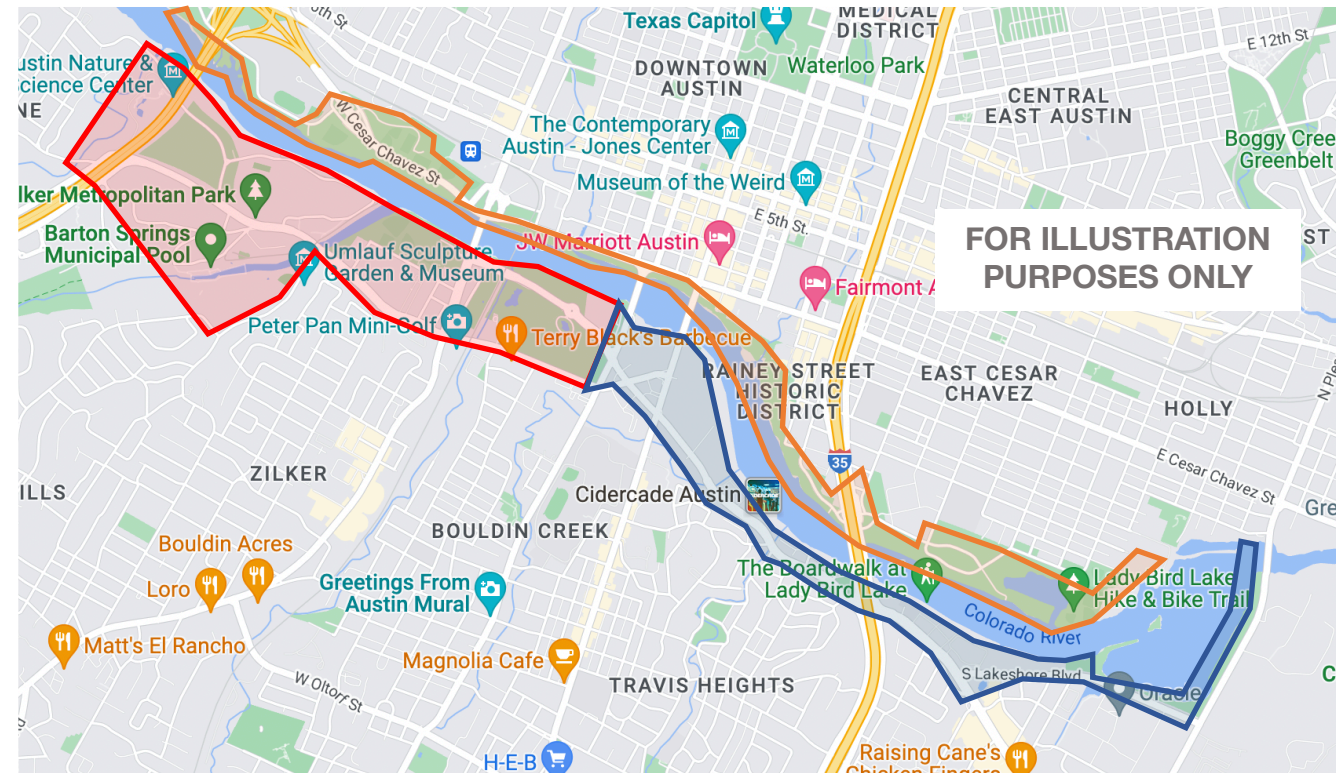 Texas Capitol
MEDICAL
DISTRICT
E 12th St
ustin Nature &
cience Center
DOWNTOWN
AUSTIN
Waterloo Park
NE
W Cesar Chavez St
CENTRAL
EAST AUSTIN
The Contemporary
Austin - Jones Center
Boggy Cree
Greenbelt
Museum of the Weird
lker Metropolitan Park
E 5th St.
Barton Springs
Municipal Pool
JW Marriott Austin
FOR ILLUSTRATION
PURPOSES ONLY
ST
Umlauf Sculpture
Garden & Museum
Fairmont A
Peter Pan Mini-Golf
Terry Black's Barbecue
RAINEY STREET
HISTORIC
DISTRICT
EAST CESAR
CHAVEZ
N Ple
HOLLY
35
E Cesar Chavez St
ZILKER
ILLS
Cidercade Austin
CIDERCADE
Gre
BOULDIN CREEK
Bouldin Acres
Loro
Greetings From
Austin Mural
The Boardwalk at
Lady Bird Lake
Lady Bird Lake
Hike & Bike Trail
Colorado River
Matt's El Rancho
Magnolia Cafe
S Lakeshore Blvd
Oracle
W Oltorf St
TRAVIS HEIGHTS
C
H-E-B
Raising Cane's
Chicken Fingers